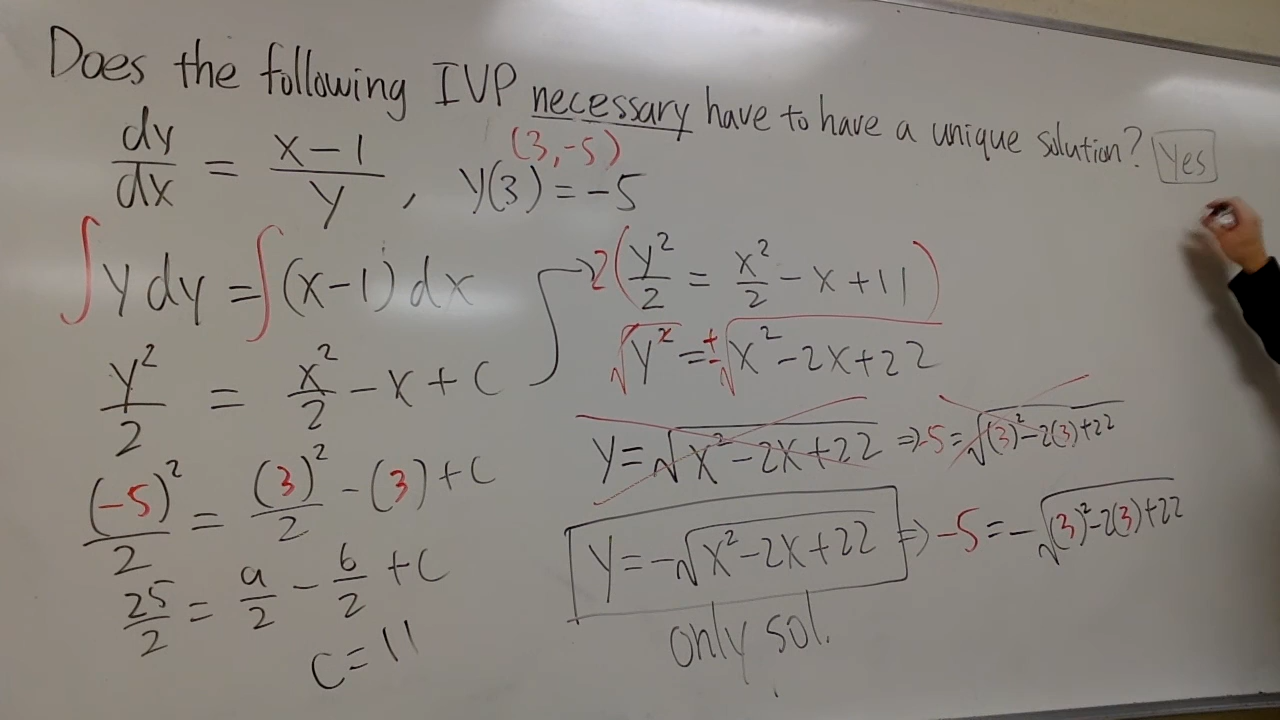 Does the following IVP necessary have to have a unique solution? Yes
(3,-5)
dy/dx = x-1/y , y(3) = -5
∫y dy = ∫(x-1) dx
y²/2 = x²/2 - x + C
(-5)²/2 = (3)²/2 - (3) + C
25/2 = 9/2 - 6/2 + C
C = 11
2(y²/2 = x²/2 - x + 11)
√y² = ±√x² - 2x + 22
y = √x² - 2x + 22 ⇒ -5 = √(3)² - 2(3) + 22
y = -√x² - 2x + 22 ⇒ -5 = -√(3)² - 2(3) + 22
only sol.